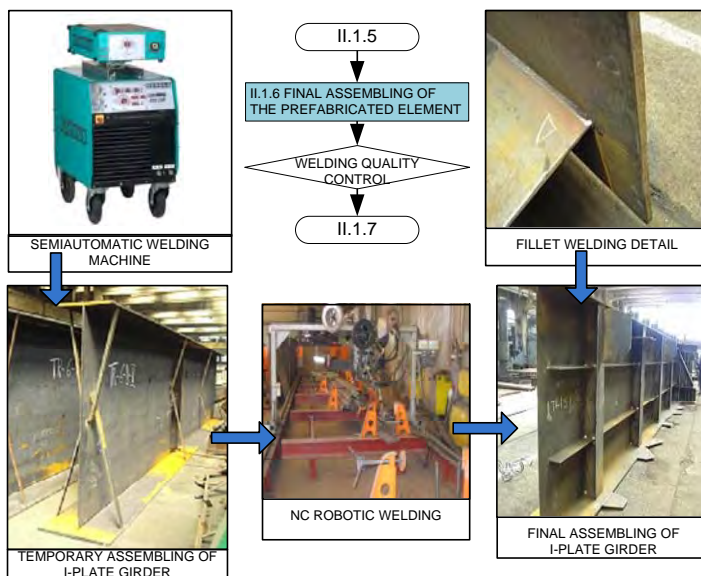 II.1.5
II.1.6 FINAL ASSEMBLING OF
THE PREFABRICATED ELEMENT
WELDING QUALITY
CONTROL
II.1.7
SEMIAUTOMATIC WELDING
MACHINE
FILLET WELDING DETAIL
TEMPORARY ASSEMBLING OF
I-PLATE GIRDER
NC ROBOTIC WELDING
FINAL ASSEMBLING OF
I-PLATE GIRDER